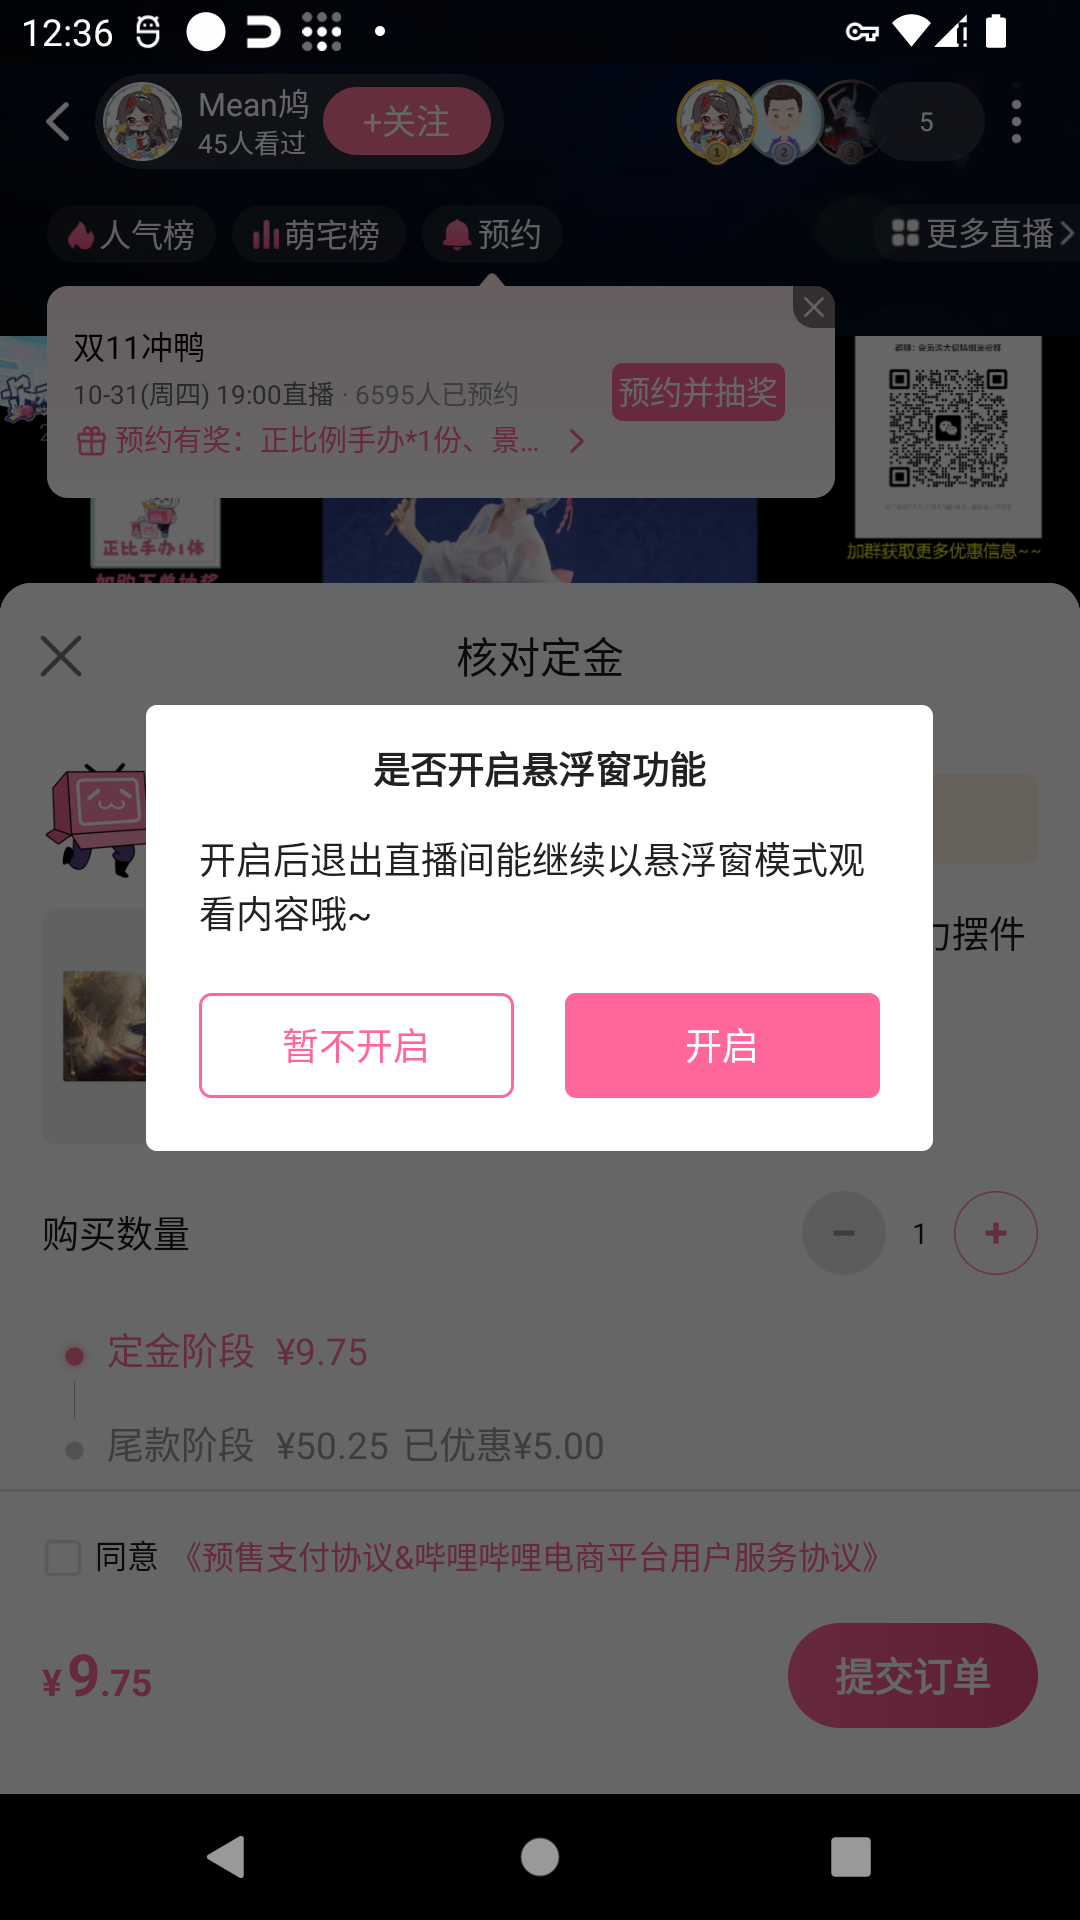 12:36
Mean鸠
45人看过
+关注
5
人气榜
萌宅榜
预约
更多直播
双11冲鸭
10-31(周四) 19:00直播 · 6595人已预约
预约有奖：正比例手办*1份、景...
预约并抽奖
正比手办1体
加群获取更多优惠信息~~
核对定金
是否开启悬浮窗功能
开启后退出直播间能继续以悬浮窗模式观
看内容哦~
暂不开启
开启
摆件
购买数量
1
定金阶段 ¥9.75
尾款阶段 ¥50.25 已优惠¥5.00
同意 《预售支付协议&哔哩哔哩电商平台用户服务协议》
¥9.75
提交订单